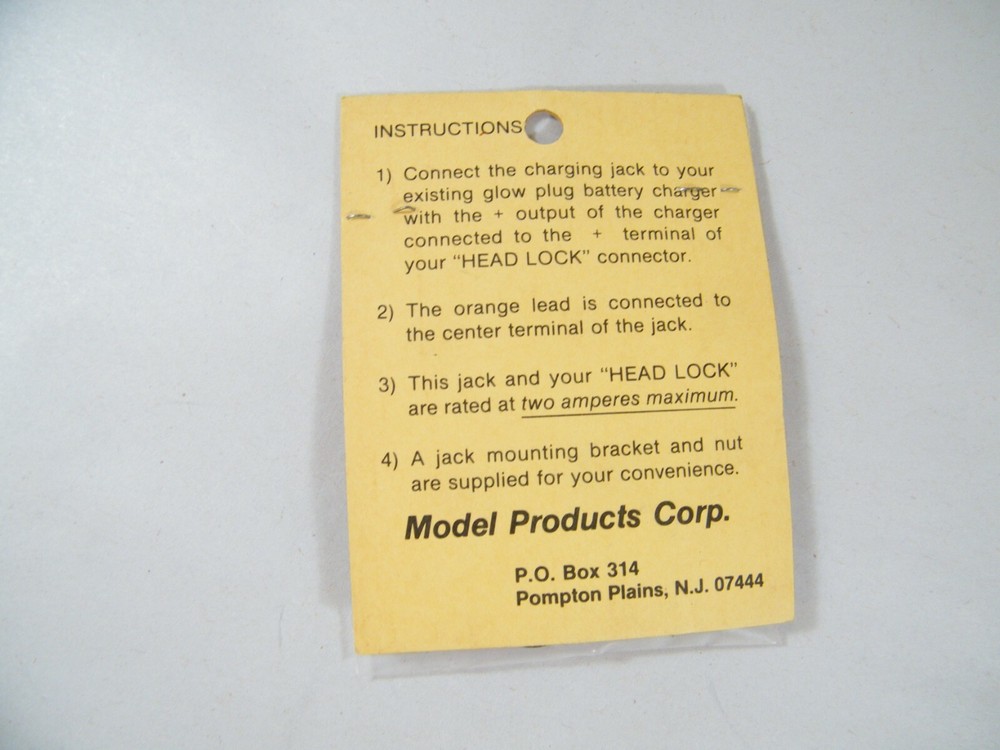 INSTRUCTIONS
1) Connect the charging jack to your
existing glow plug battery charger
with the + output of the charger
connected to the + terminal of
your “HEAD LOCK” connector.
2) The orange lead is connected to
the center terminal of the jack.
3) This jack and your “HEAD LOCK”
are rated at two amperes maximum.
4) A jack mounting bracket and nut
are supplied for your convenience.
Model Products Corp.
P.O. Box 314
Pompton Plains, N.J. 07444